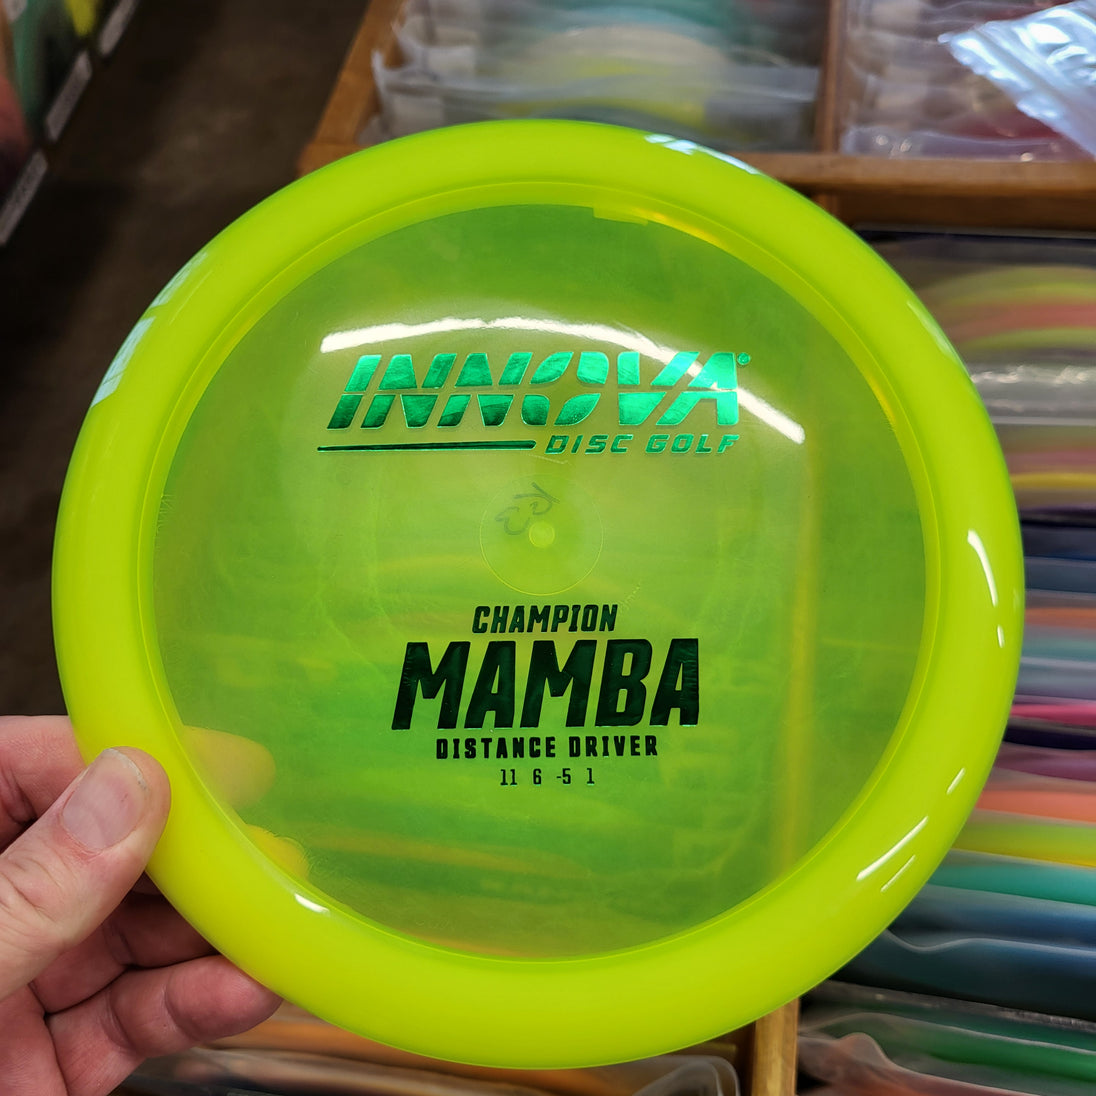 INNOVA®
DISC GOLF
CHAMPION
MAMBA
DISTANCE DRIVER
11 6 -5 1